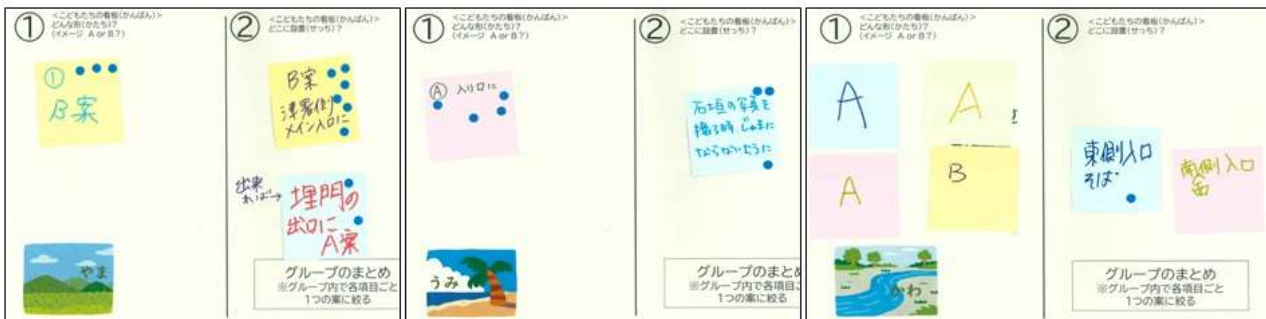 ①
<こどもたちの看板(かんばん)>
どんな形(かたち)?
(イメージ A or B?)
①
B案
やま
②
<こどもたちの看板(かんばん)>
どこに設置(せっち)?
B案
津署側
メイン入口に
出来
れば→
埋門の
出口に
A案
グループのまとめ
※グループ内で各項目ごと
1つの案に絞る
①
<こどもたちの看板(かんばん)>
どんな形(かたち)?
(イメージ A or B?)
Ⓐ 入り口に
うみ
②
<こどもたちの看板(かんばん)>
どこに設置(せっち)?
石垣の写真を
撮る時、じゃまに
ならないように
グループのまとめ
※グループ内で各項目ご
1つの案に絞る
①
<こどもたちの看板(かんばん)>
どんな形(かたち)?
(イメージ A or B?)
A
A
A
B
かわ
②
<こどもたちの看板(かんばん)>
どこに設置(せっち)?
東側入口
そば
南側入口
西
グループのまとめ
※グループ内で各項目ごと
1つの案に絞る